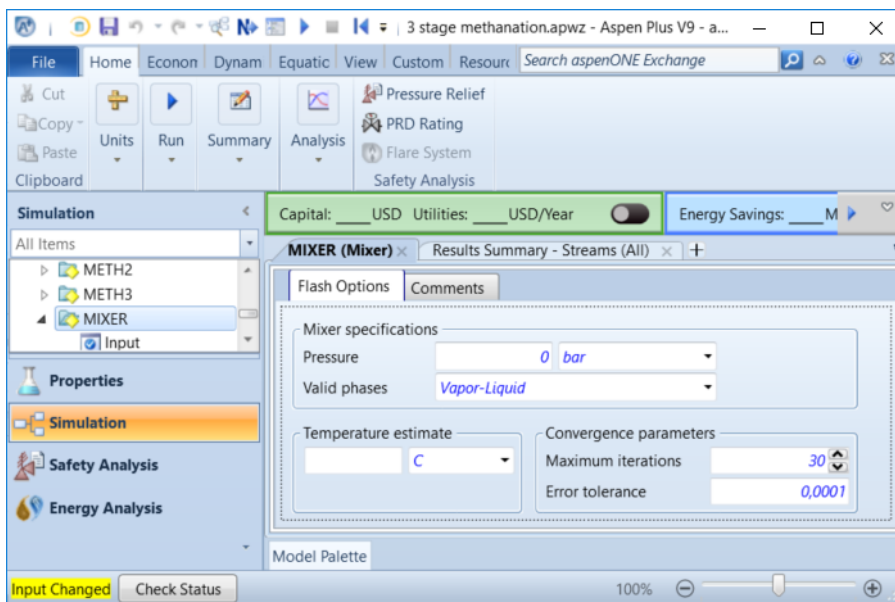 3 stage methanation.apwz - Aspen Plus V9 - a...
File Home Econon Dynam Equatic View Custom Resourc Search aspenONE Exchange
Cut
Copy
Paste
Clipboard
Units
Run
Summary
Analysis
Pressure Relief
PRD Rating
Flare System
Safety Analysis
Simulation
All Items
METH2
METH3
MIXER
Input
Properties
Simulation
Safety Analysis
Energy Analysis
Capital: ____USD Utilities: ____USD/Year Energy Savings: ____M
MIXER (Mixer) Results Summary - Streams (All)
Flash Options Comments
Mixer specifications
Pressure 0 bar
Valid phases Vapor-Liquid
Temperature estimate
C
Convergence parameters
Maximum iterations 30
Error tolerance 0,0001
Model Palette
Input Changed Check Status 100%